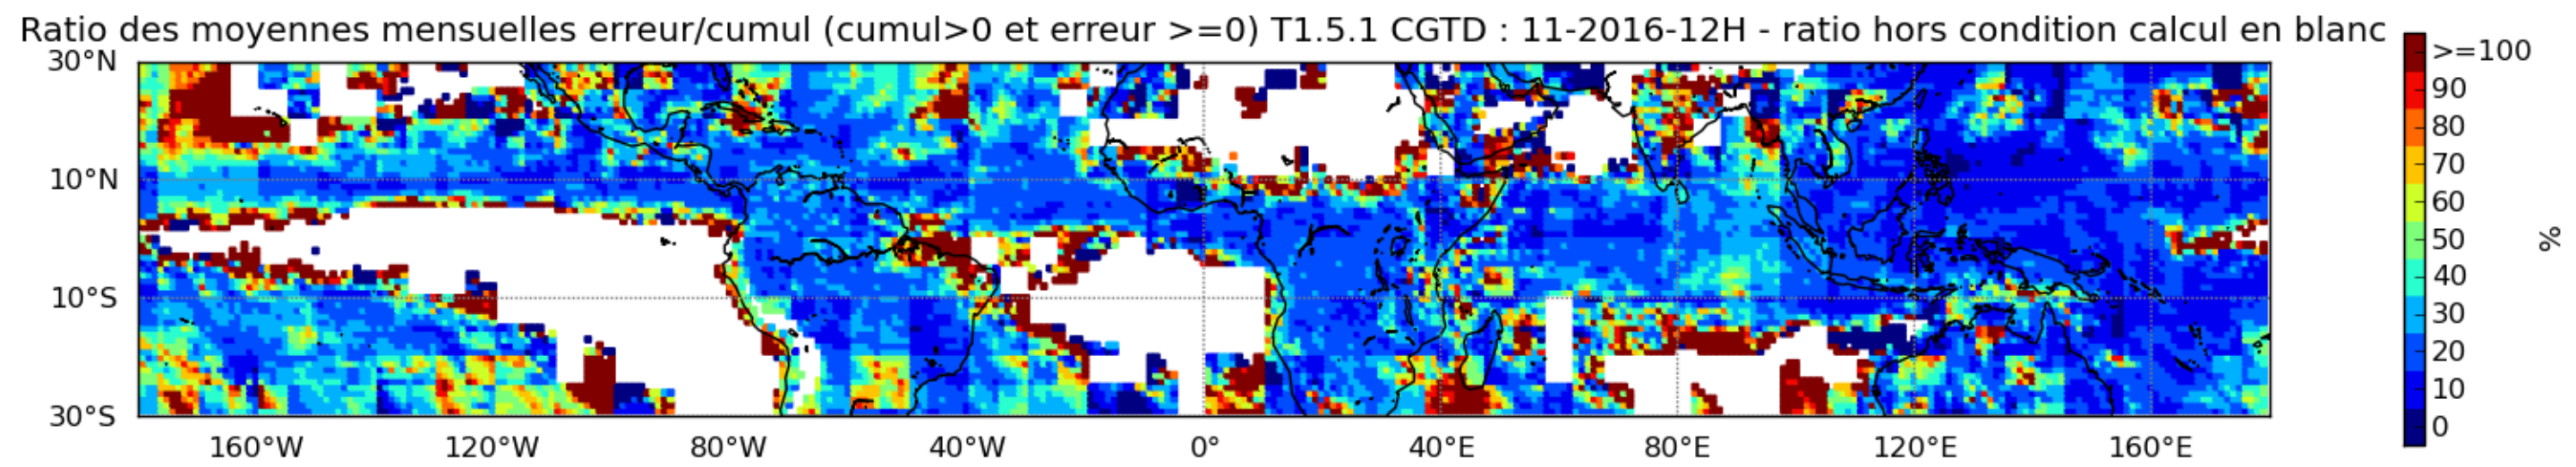 Ratio des moyennes mensuelles erreur/cumul (cumul>0 et erreur >=0) T1.5.1 CGTD : 11-2016-12H - ratio hors condition calcul en blanc
30°N
10°N
10°S
30°S
160°W 120°W 80°W 40°W 0° 40°E 80°E 120°E 160°E
>=100
90
80
70
60
50
40
30
20
10
0
%